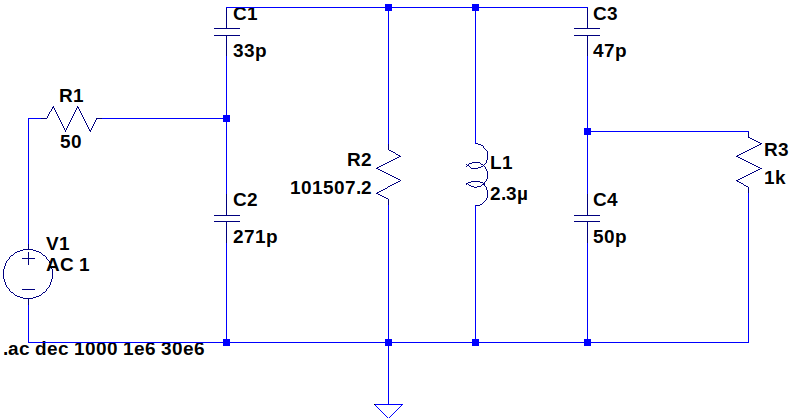 C1
33p
C3
47p
R1
50
R2
101507.2
L1
2.3µ
R3
1k
C2
271p
C4
50p
V1
AC 1
.ac dec 1000 1e6 30e6